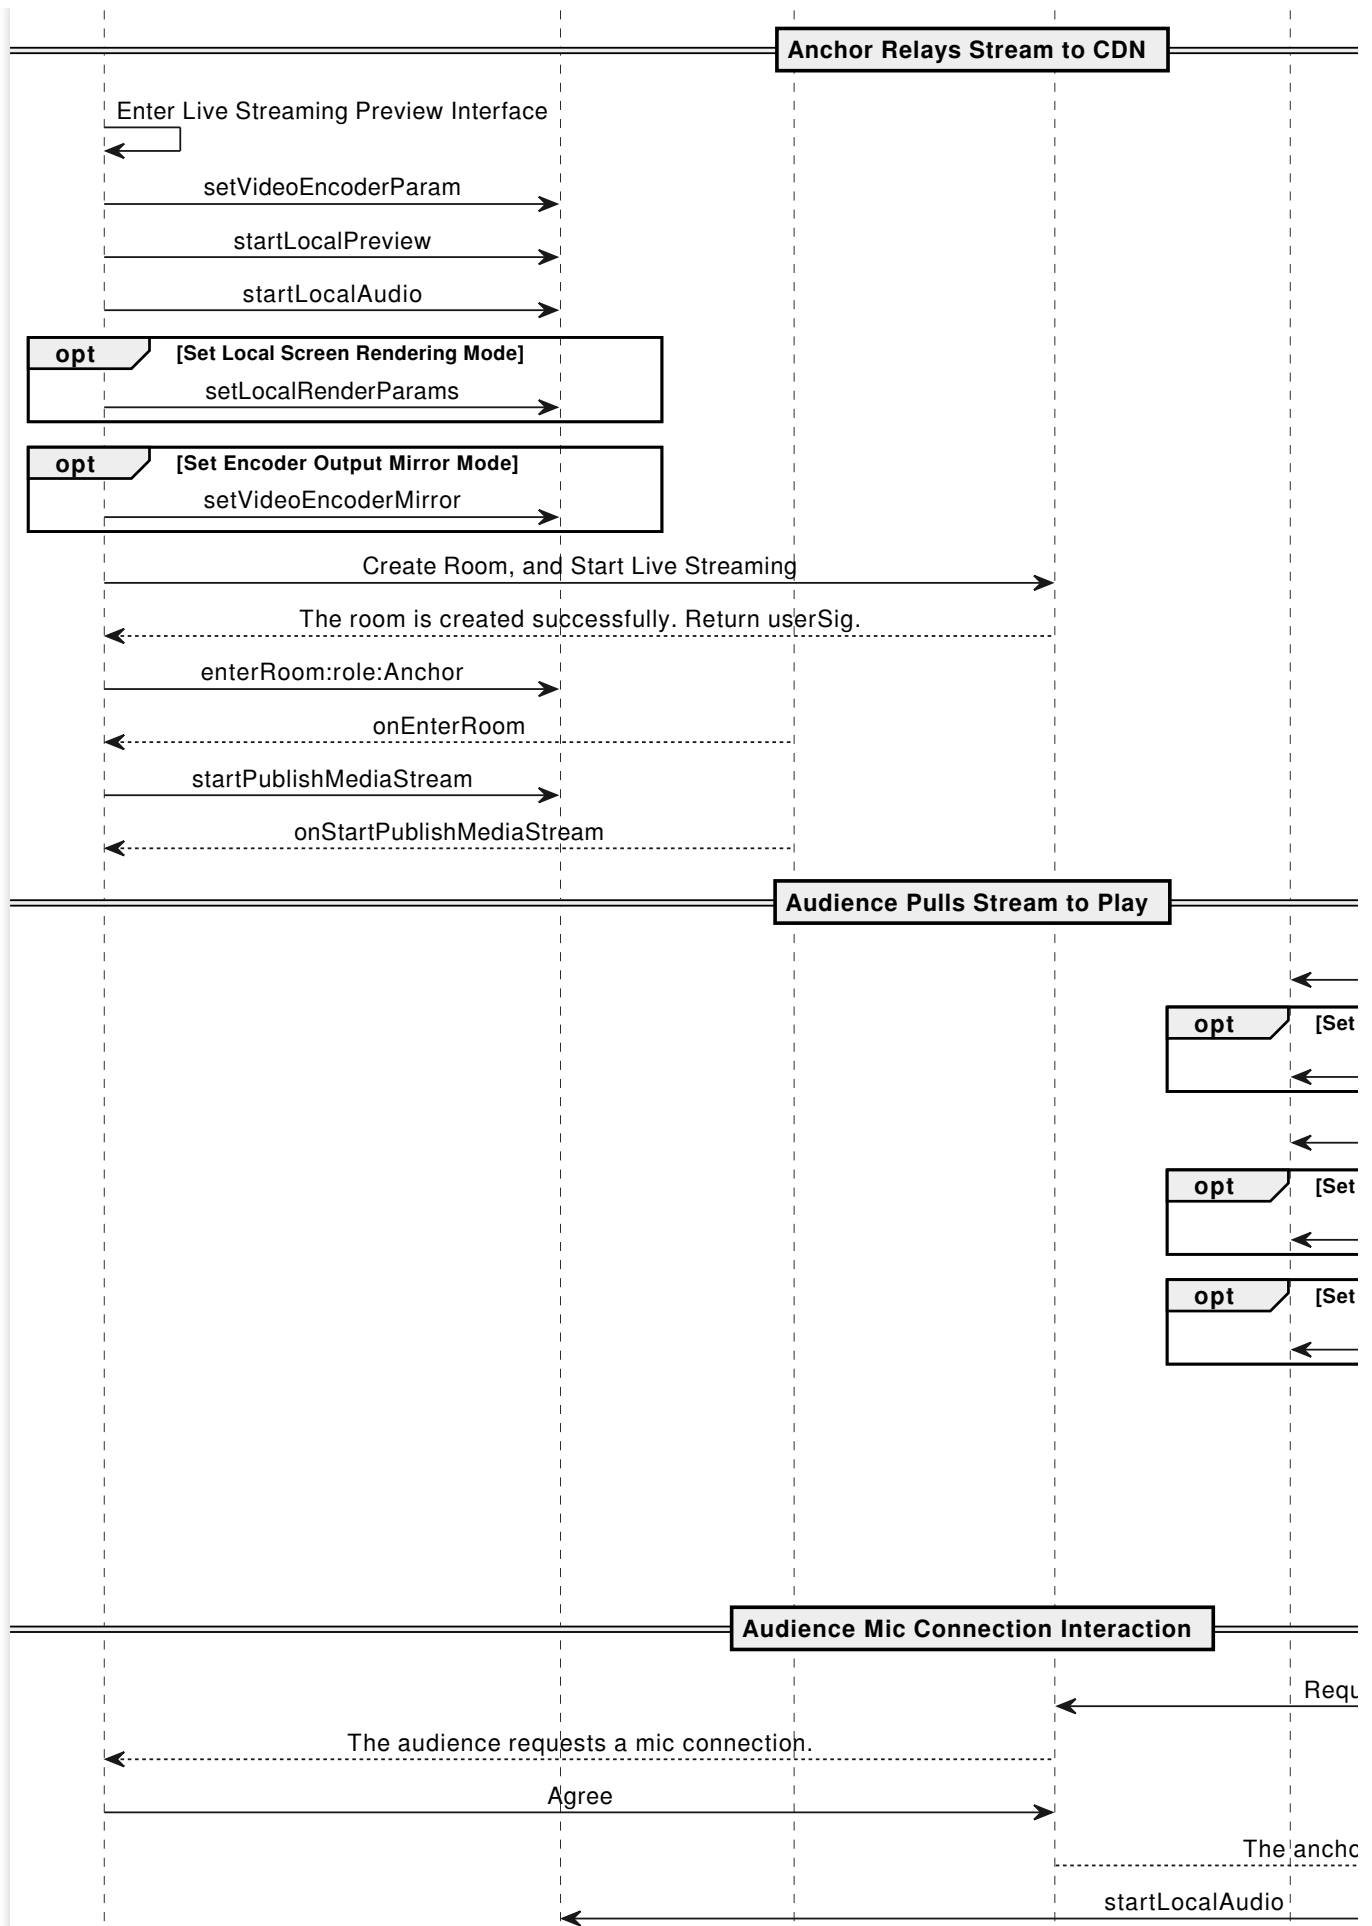 Anchor Relays Stream to CDN
Enter Live Streaming Preview Interface
setVideoEncoderParam
startLocalPreview
startLocalAudio
opt [Set Local Screen Rendering Mode]
setLocalRenderParams
opt [Set Encoder Output Mirror Mode]
setVideoEncoderMirror
Create Room, and Start Live Streaming
The room is created successfully. Return userSig.
enterRoom:role:Anchor
onEnterRoom
startPublishMediaStream
onStartPublishMediaStream
Audience Pulls Stream to Play
opt [Set
opt [Set
opt [Set
Audience Mic Connection Interaction
Requ
The audience requests a mic connection.
Agree
The ancho
startLocalAudio